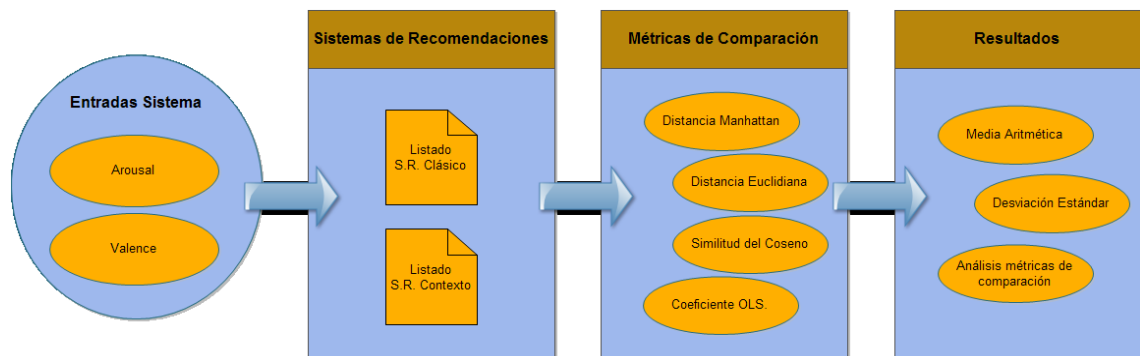 Entradas Sistema
Arousal
Valence
Sistemas de Recomendaciones
Listado
S.R. Clásico
Listado
S.R. Contexto
Métricas de Comparación
Distancia Manhattan
Distancia Euclidiana
Similitud del Coseno
Coeficiente OLS.
Resultados
Media Aritmética
Desviación Estándar
Análisis métricas de
comparación